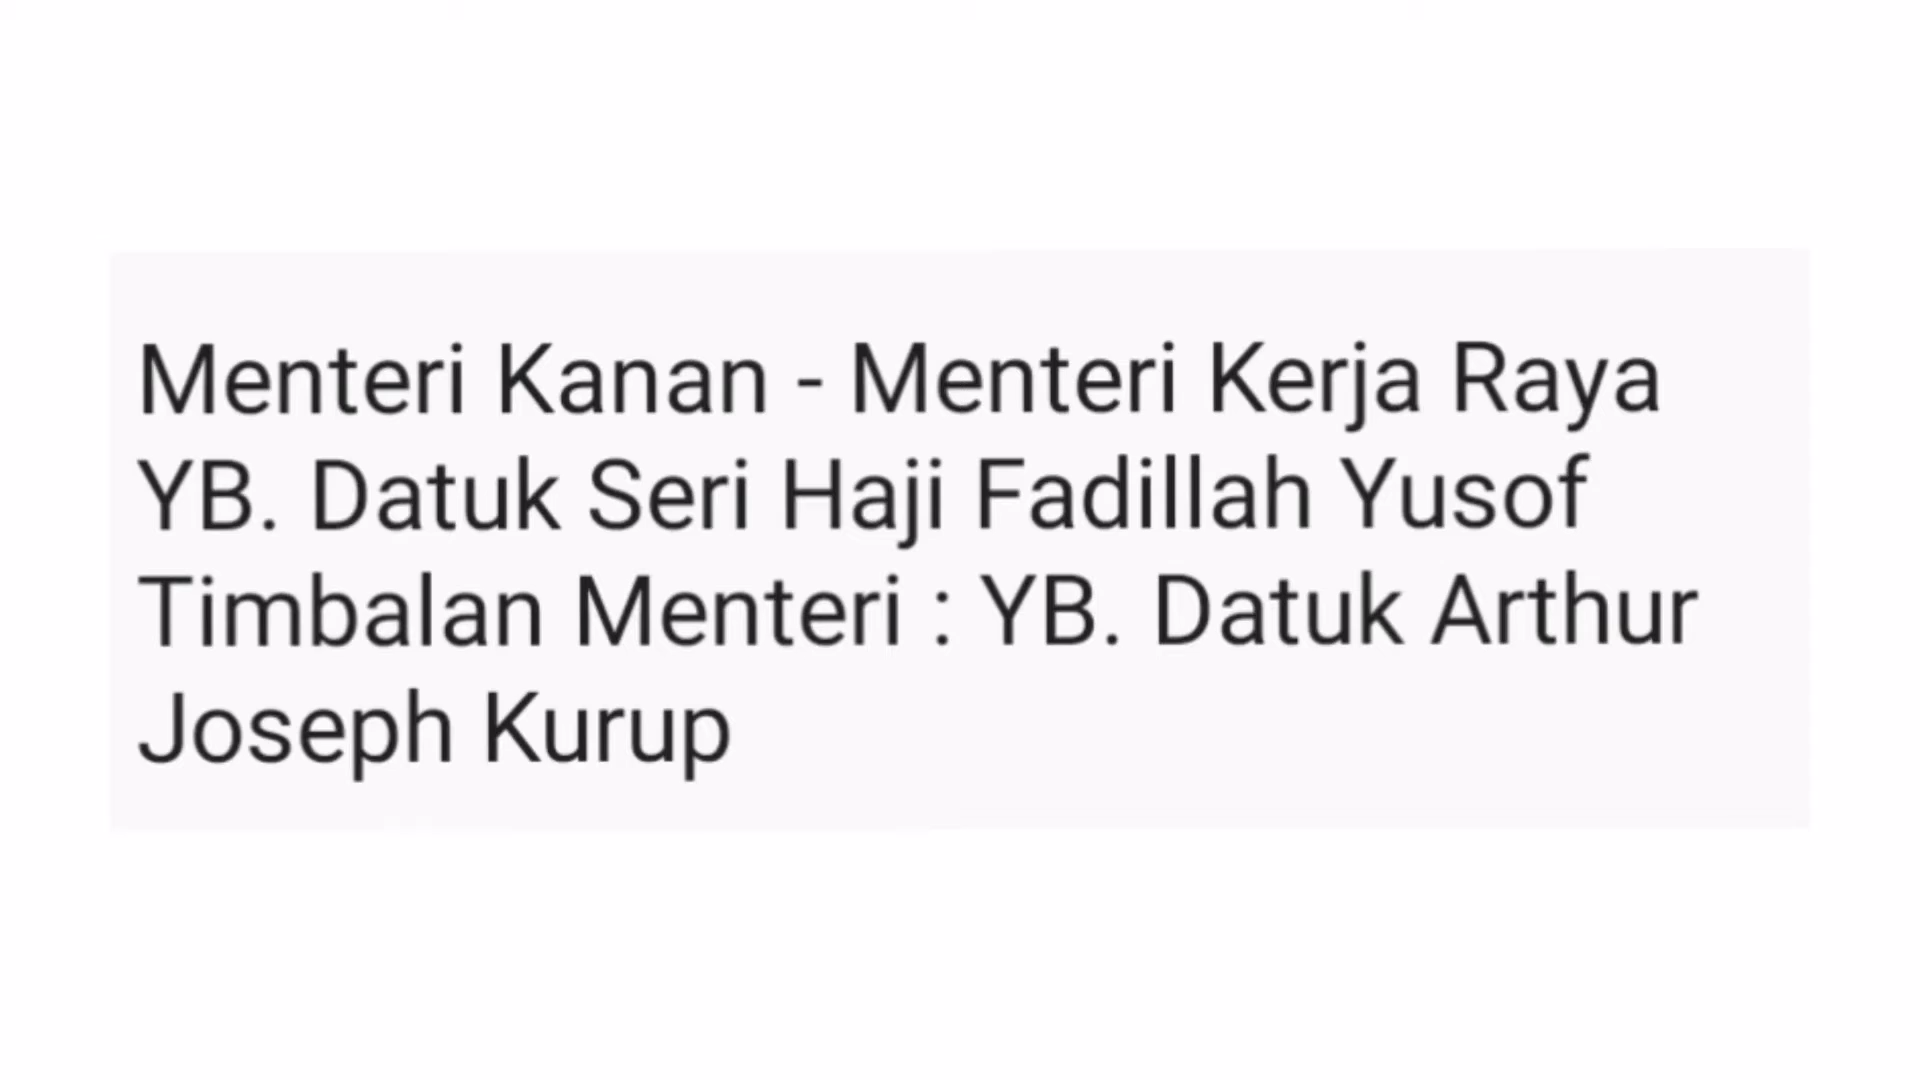 Menteri Kanan - Menteri Kerja Raya
YB. Datuk Seri Haji Fadillah Yusof
Timbalan Menteri : YB. Datuk Arthur
Joseph Kurup